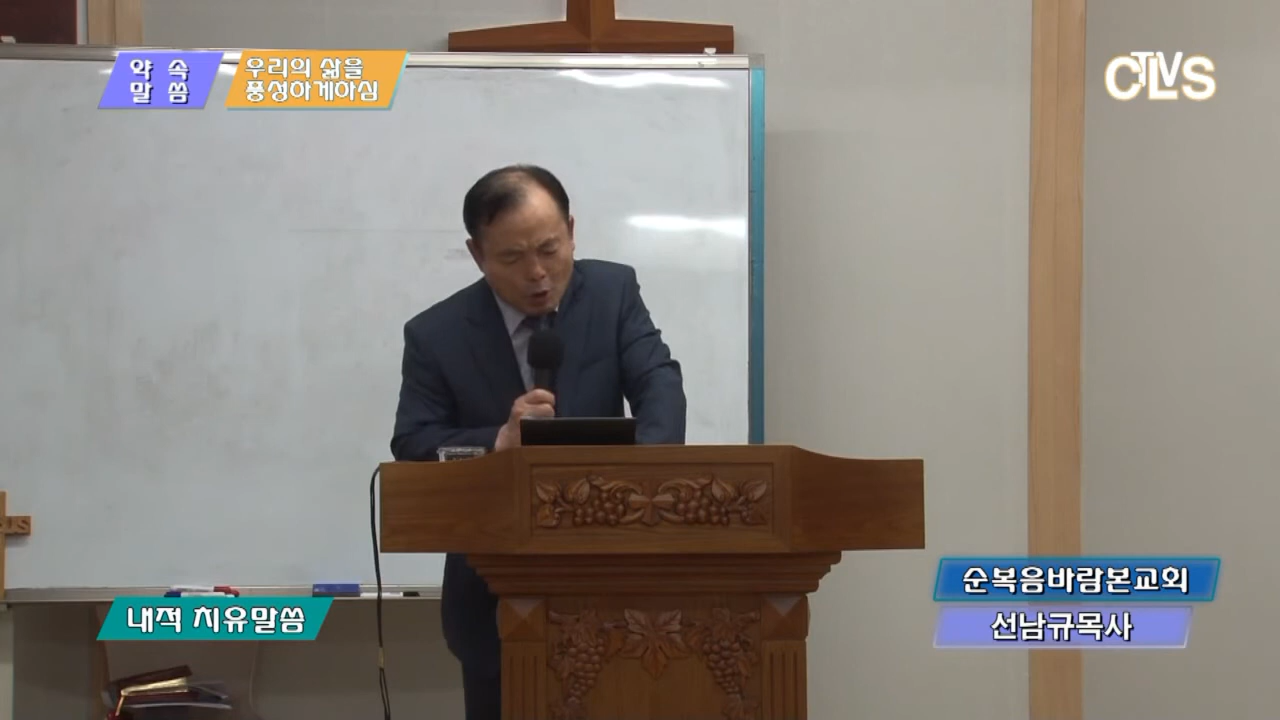 약 속
말 씀
우리의 삶을
풍성하게하심
CTLVS
내적 치유말씀
순복음바람본교회
선남규목사